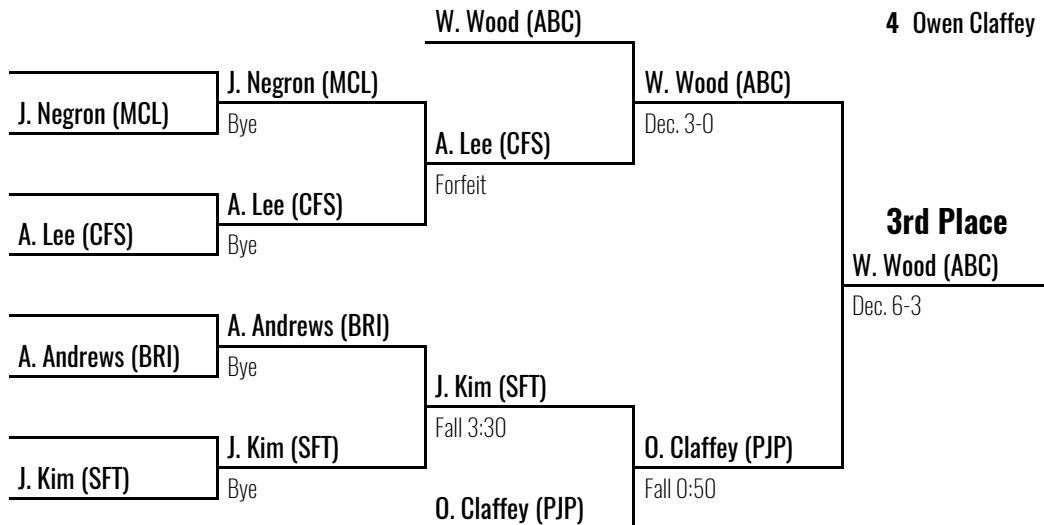 W. Wood (ABC)
4 Owen Claffey
J. Negron (MCL)
W. Wood (ABC)
J. Negron (MCL)
Bye
Dec. 3-0
A. Lee (CFS)
Forfeit
A. Lee (CFS)
A. Lee (CFS)
Bye
3rd Place
W. Wood (ABC)
Dec. 6-3
A. Andrews (BRI)
A. Andrews (BRI)
Bye
J. Kim (SFT)
Fall 3:30
J. Kim (SFT)
O. Claffey (PJP)
J. Kim (SFT)
Bye
Fall 0:50
O. Claffey (PJP)